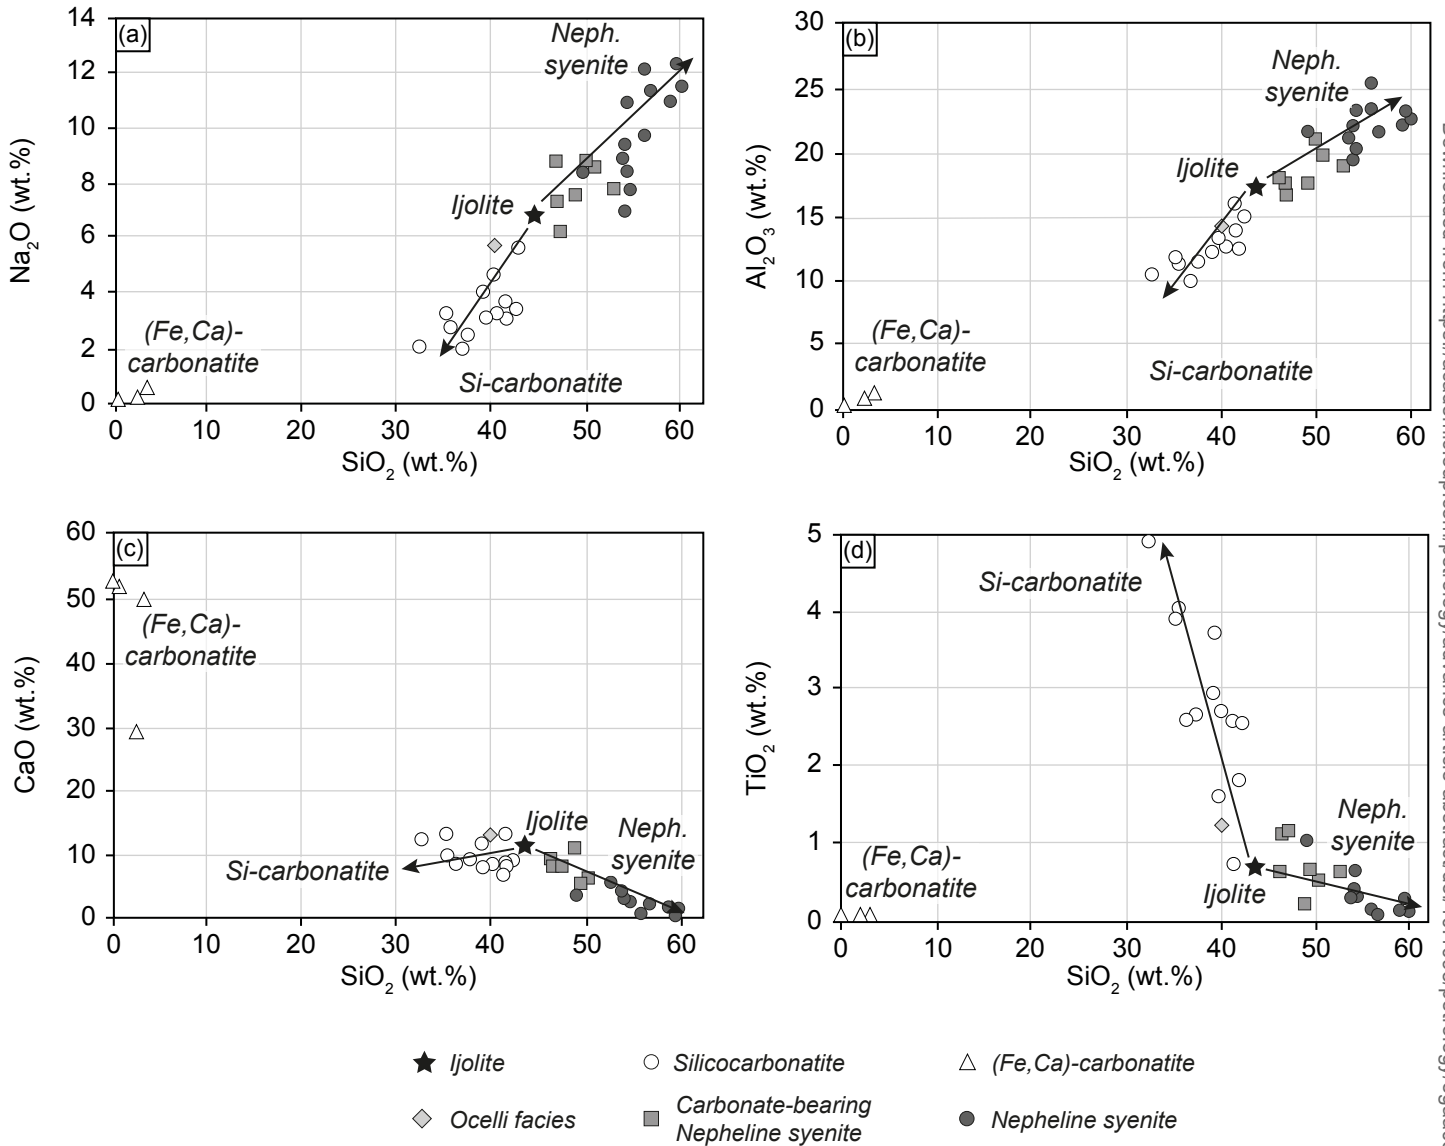 (a)
Neph.
syenite
Ijolite
(Fe,Ca)-
carbonatite
Si-carbonatite
14
12
10
8
6
4
2
0
0 10 20 30 40 50 60
Na2O (wt.%)
SiO2 (wt.%)
(b)
Neph.
syenite
Ijolite
(Fe,Ca)-
carbonatite
Si-carbonatite
30
25
20
15
10
5
0
0 10 20 30 40 50 60
Al2O3 (wt.%)
SiO2 (wt.%)
(c)
(Fe,Ca)-
carbonatite
Ijolite
Neph.
syenite
Si-carbonatite
60
50
40
30
20
10
0
0 10 20 30 40 50 60
CaO (wt.%)
SiO2 (wt.%)
(d)
Si-carbonatite
Neph.
syenite
(Fe,Ca)-
carbonatite
Ijolite
5
4
3
2
1
0
0 10 20 30 40 50 60
TiO2 (wt.%)
SiO2 (wt.%)
Ijolite
Silicocarbonatite
(Fe,Ca)-carbonatite
Ocelli facies
Carbonate-bearing
Nepheline syenite
Nepheline syenite